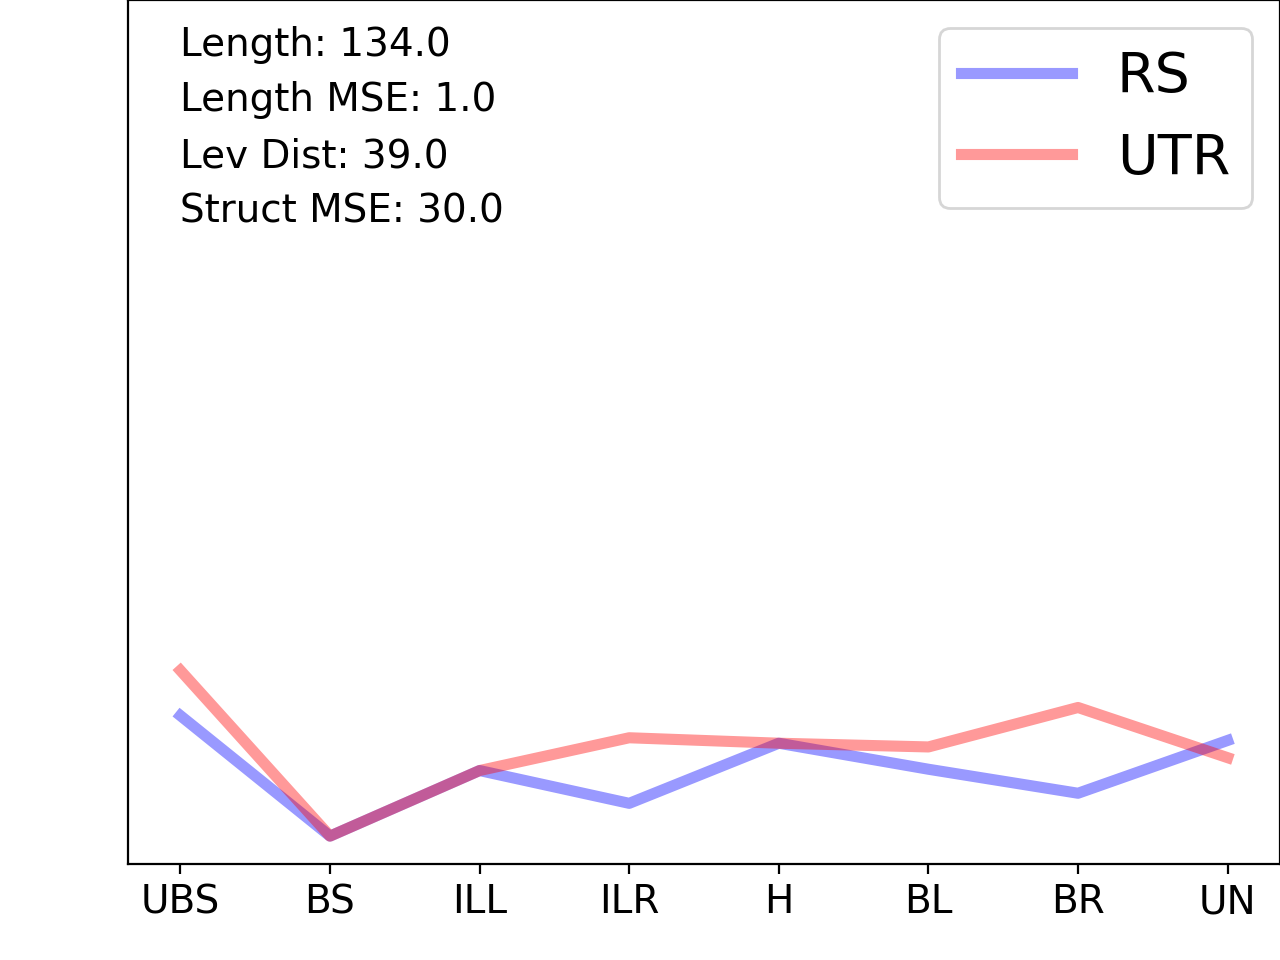 Length: 134.0
Length MSE: 1.0
Lev Dist: 39.0
Struct MSE: 30.0
RS
UTR
UBS BS ILL ILR H BL BR UN